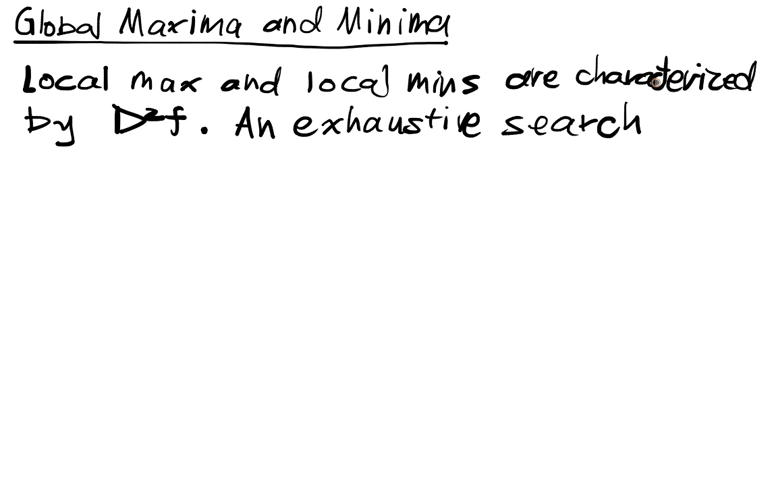 Global Maxima and Minima
Local max and local mins are characterized
by D²f. An exhaustive search